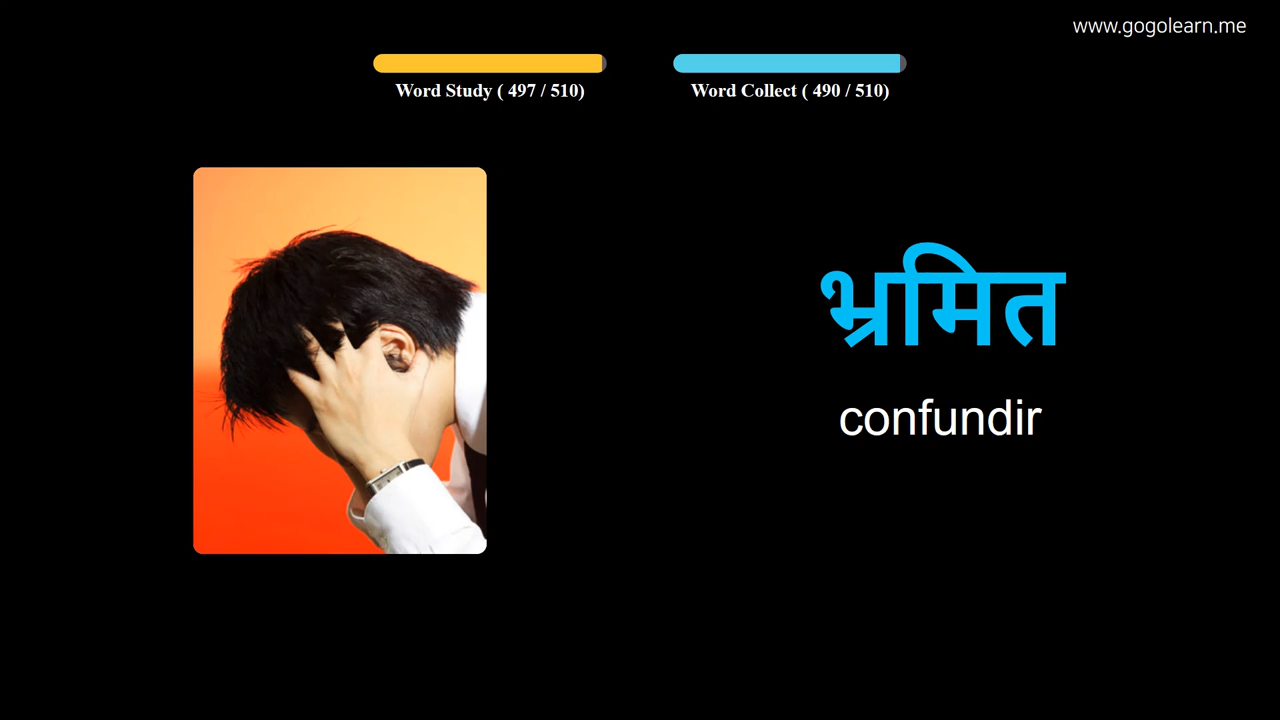 www.gogolearn.me
Word Study ( 497 / 510)
Word Collect ( 490 / 510)
भ्रमित
confundir